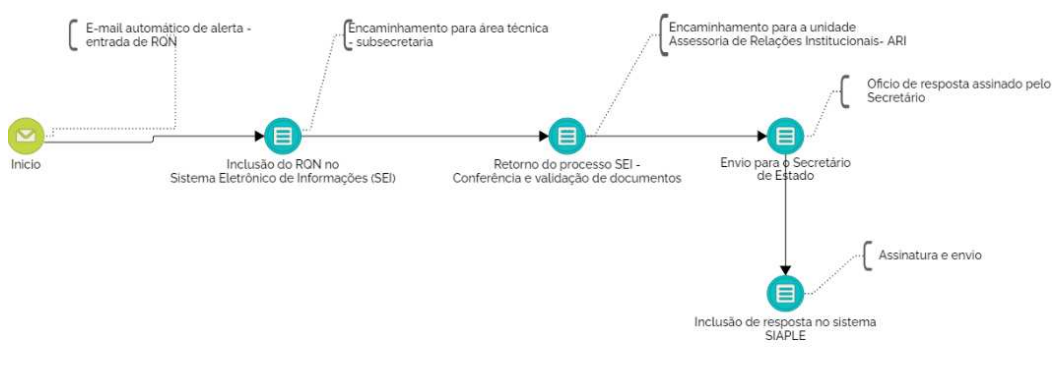 E-mail automático de alerta -
entrada de RQN
Encaminhamento para área técnica
- subsecretaria
Encaminhamento para a unidade
Assessoria de Relações Institucionais- ARI
Oficio de resposta assinado pelo
Secretário
Inicio
Inclusão do RQN no
Sistema Eletrônico de Informações (SEI)
Retorno do processo SEI -
Conferência e validação de documentos
Envio para o Secretário
de Estado
Assinatura e envio
Inclusão de resposta no sistema
SIAPLE